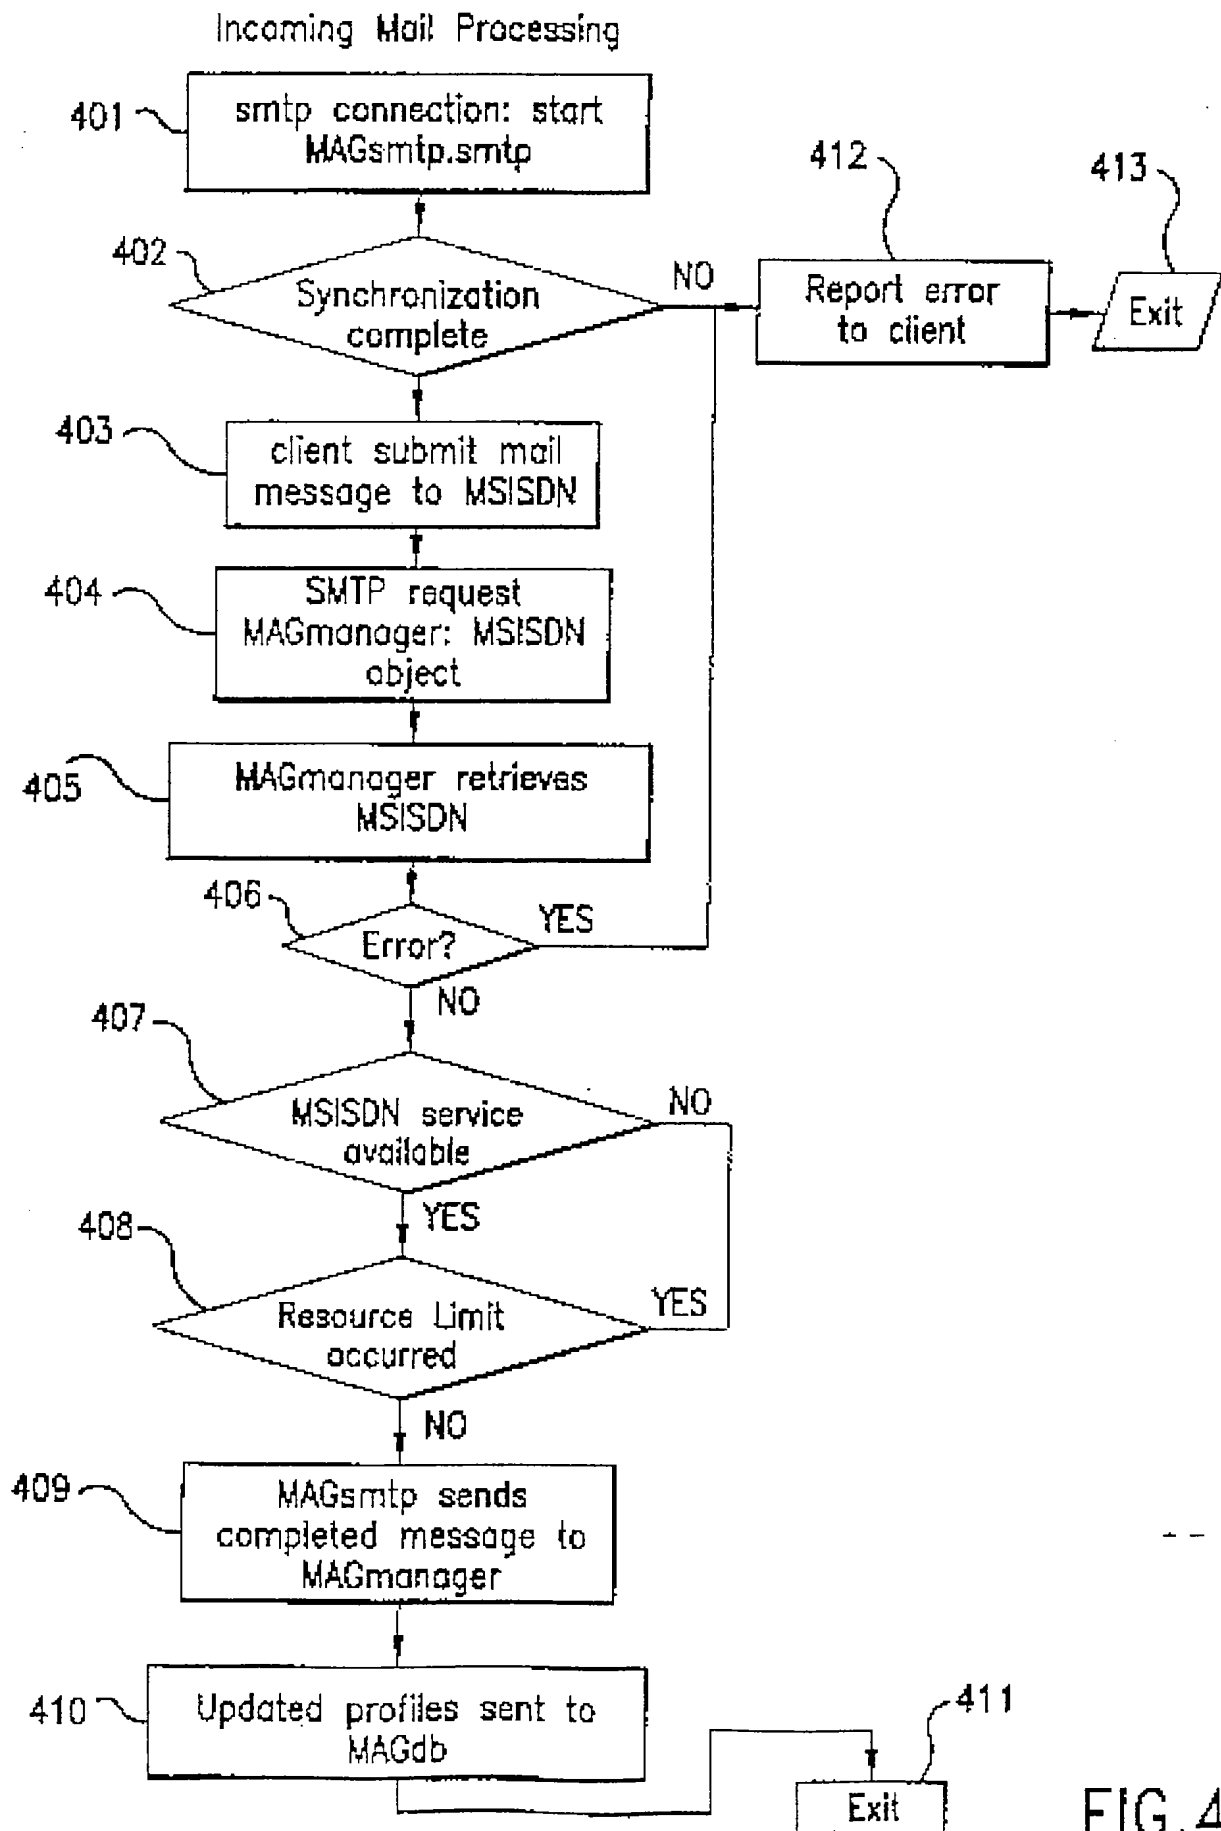 Incoming Mail Processing
401
smtp connection: start
MAGsmtp.smtp
412
413
402
NO
Synchronization
complete
Report error
to client
Exit
403
client submit mail
message to MSISDN
404
SMTP request
MAGmanager: MSISDN
object
405
MAGmanager retrieves
MSISDN
406
YES
Error?
NO
407
NO
MSISDN service
available
YES
408
YES
Resource Limit
occurred
NO
409
MAGsmtp sends
completed message to
MAGmanager
410
Updated profiles sent to
MAGdb
411
Exit
FIG.4